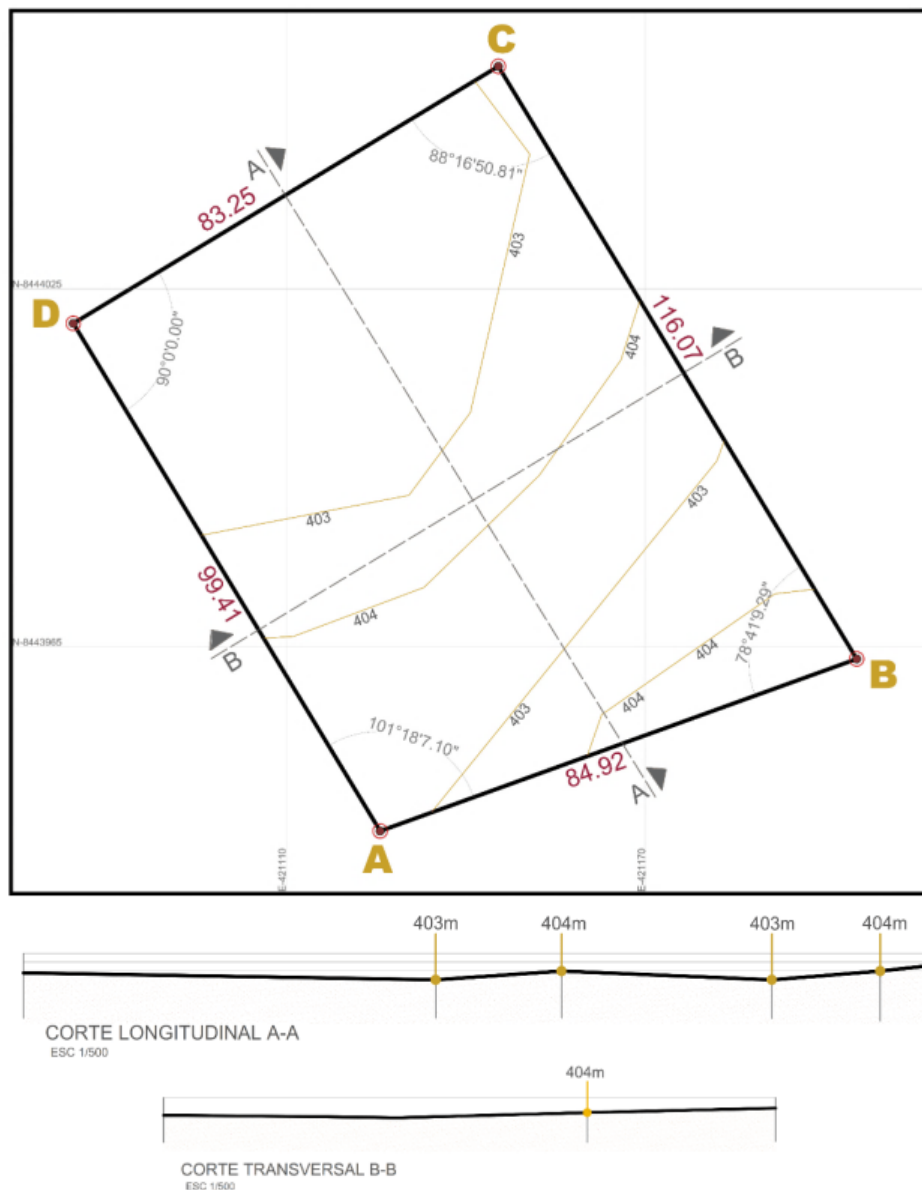 C
A
88°16'50.81"
83.25
403
N-8444025
D
116.07
B
404
90°0'0.00"
403
403
99.41
404
78°41'9.29"
N-8443965
404
B
B
404
403
101°18'7.10"
84.92
A
A
E-421110
E-421170
403m
404m
403m
404m
CORTE LONGITUDINAL A-A
ESC 1/500
404m
CORTE TRANSVERSAL B-B
ESC 1/500